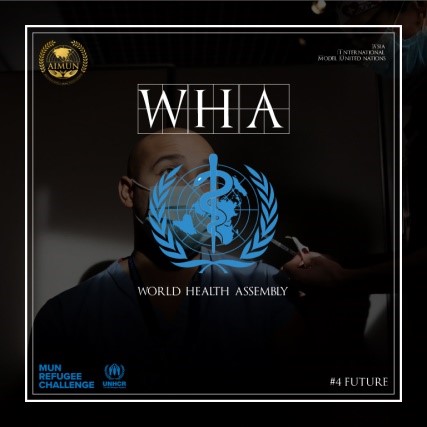 AIMUN
ASIA
INTERNATIONAL
MODEL UNITED NATIONS
WHA
WORLD HEALTH ASSEMBLY
MUN
REFUGEE
CHALLENGE
UNHCR
#4 FUTURE